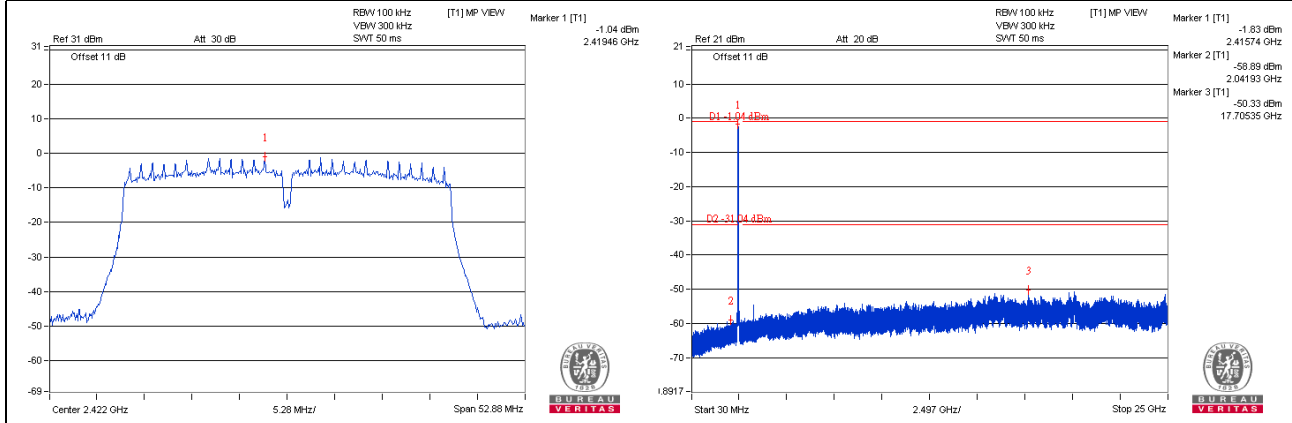 RBW 100 kHz [T1] MP VIEW
VBW 300 kHz
Ref 31 dBm Att 30 dB SWT 50 ms
Marker 1 [T1]
-1.04 dBm
2.41946 GHz
Offset 11 dB
31
20
10
0
-10
-20
-30
-40
-50
-60
-69
1
Center 2.422 GHz 5.28 MHz/ Span 52.88 MHz
BUREAU VERITAS
1828
BUREAU
VERITAS
RBW 100 kHz [T1] MP VIEW
VBW 300 kHz
Ref 21 dBm Att 20 dB SWT 50 ms
Marker 1 [T1]
-1.83 dBm
2.41574 GHz
Marker 2 [T1]
-58.89 dBm
2.04193 GHz
Marker 3 [T1]
-50.33 dBm
17.70535 GHz
Offset 11 dB
21
10
0
-10
-20
-30
-40
-50
-60
-70
.8917
1
D1 -1.04 dBm
D2 -31.04 dBm
2
3
Start 30 MHz 2.497 GHz/ Stop 25 GHz
BUREAU VERITAS
1828
BUREAU
VERITAS